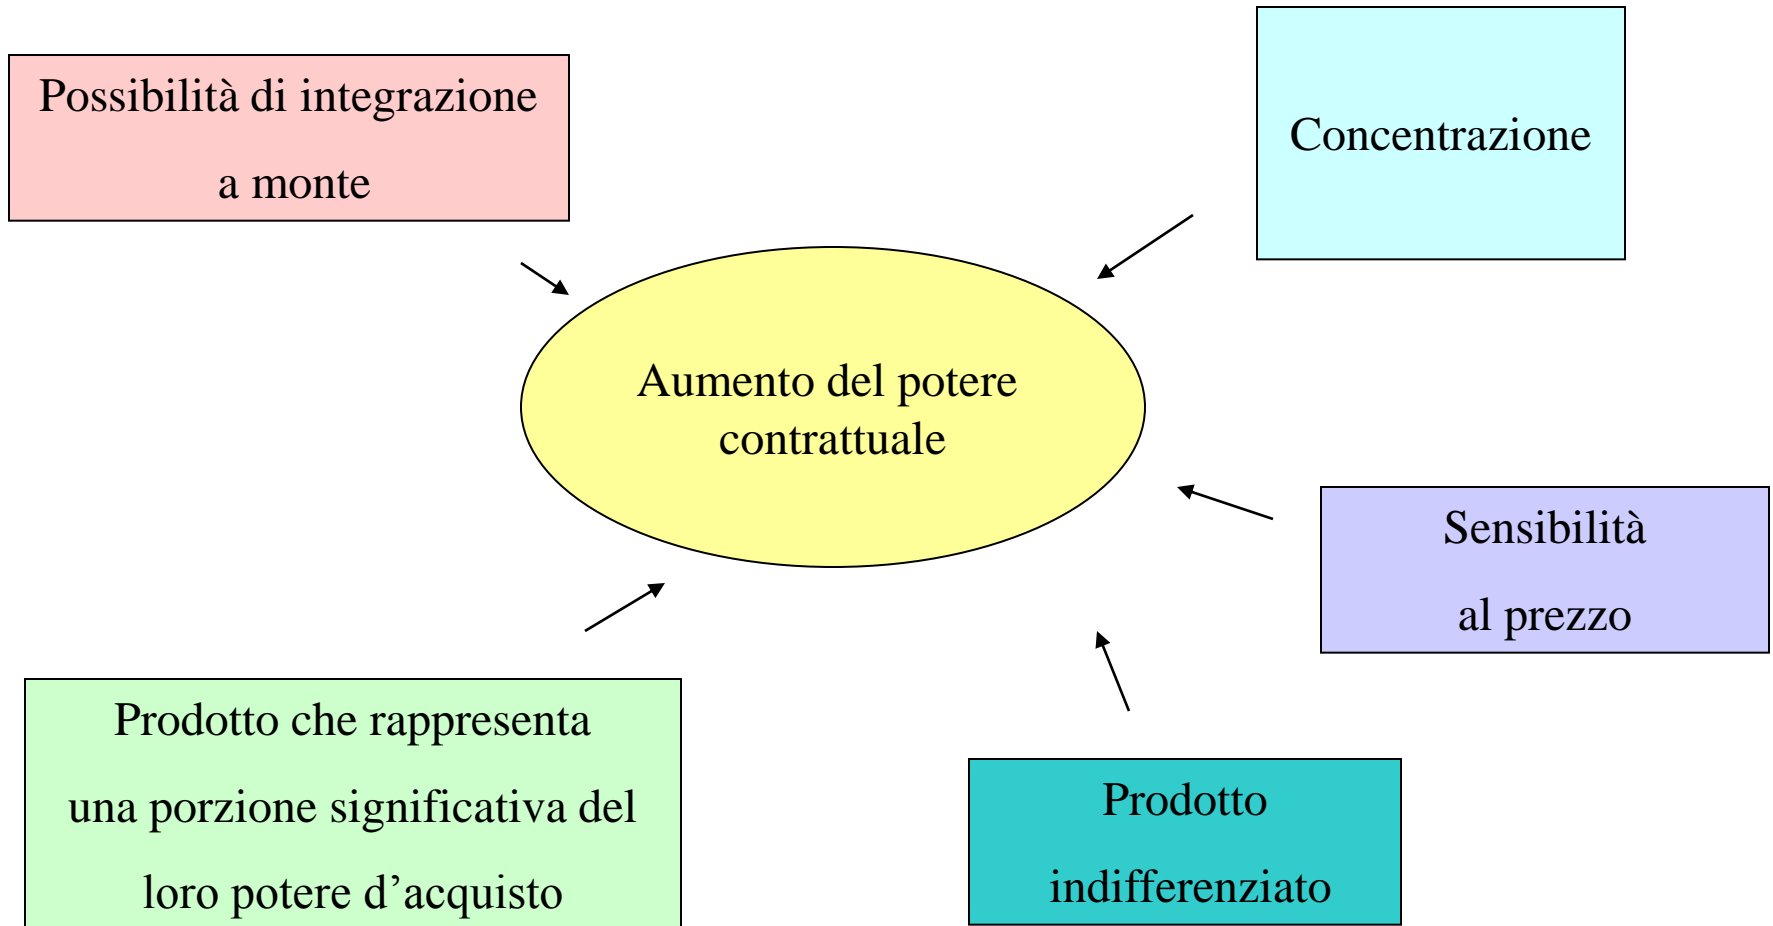 Possibilità di integrazione
a monte
Concentrazione
Aumento del potere
contrattuale
Sensibilità
al prezzo
Prodotto che rappresenta
una porzione significativa del
loro potere d’acquisto
Prodotto
indifferenziato